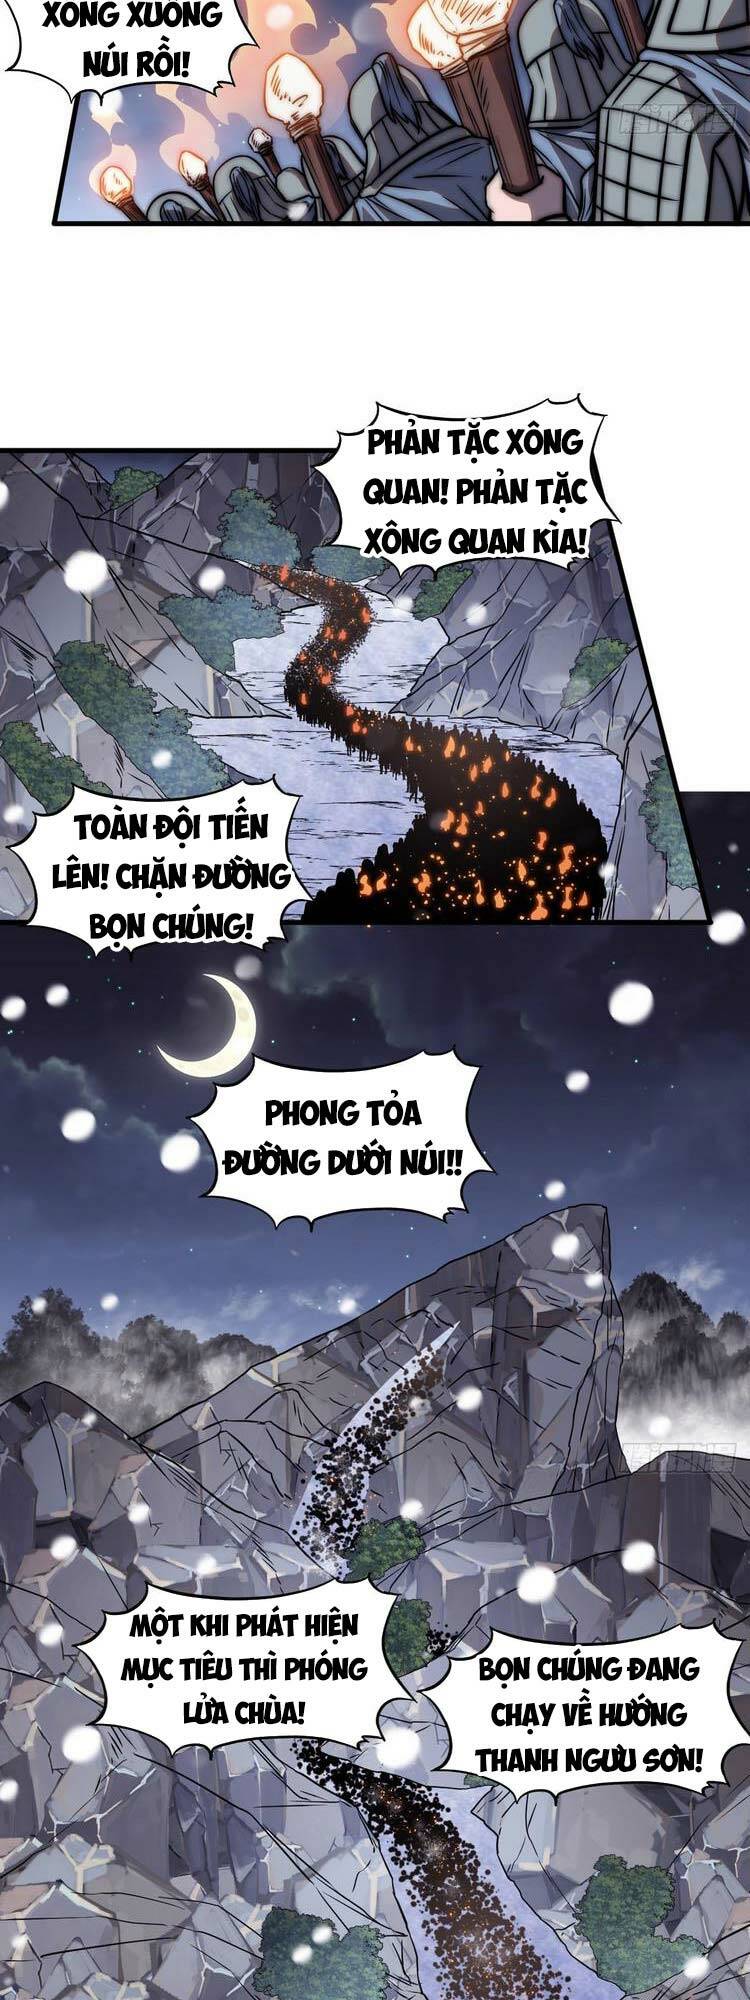 XÔNG XUỐNG
NÚI RỒI!
PHẢN TẶC XÔNG
QUAN! PHẢN TẶC
XÔNG QUAN KÌA!
TOÀN ĐỘI TIẾN
LÊN! CHẶN ĐƯỜNG
BỌN CHÚNG!
PHONG TỎA
ĐƯỜNG DƯỚI NÚI!!
MỘT KHI PHÁT HIỆN
MỤC TIÊU THÌ PHÓNG
LỬA CHÙA!
BỌN CHÚNG ĐANG
CHẠY VỀ HƯỚNG
THANH NGƯU SƠN!